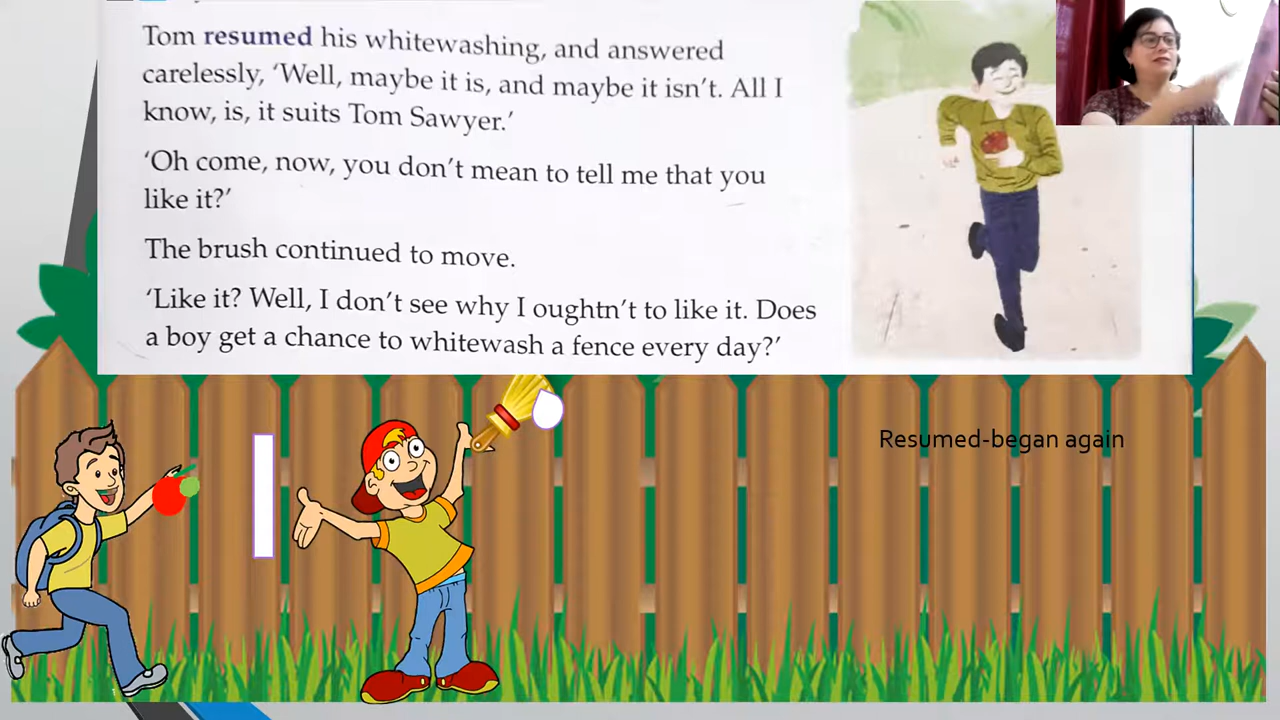 Tom resumed his whitewashing, and answered
carelessly, ‘Well, maybe it is, and maybe it isn’t. All I
know, is, it suits Tom Sawyer.’
‘Oh come, now, you don’t mean to tell me that you
like it?’
The brush continued to move.
‘Like it? Well, I don’t see why I oughtn’t to like it. Does
a boy get a chance to whitewash a fence every day?’
Resumed-began again